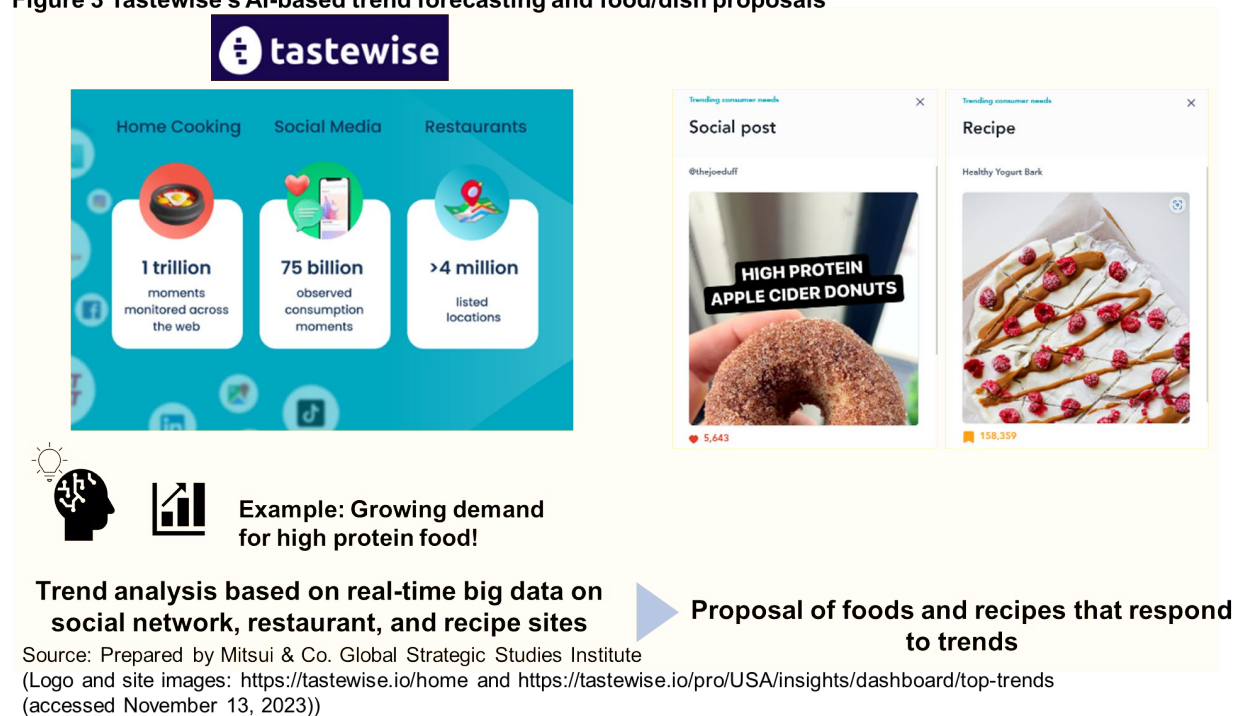 Figure 3 Tastewise's AI-based trend forecasting and food/dish proposals
tastewise
Home Cooking
Social Media
Restaurants
1 trillion
moments
monitored across
the web
75 billion
observed
consumption
moments
>4 million
listed
locations
Trending consumer needs
Social post
@thejoeduff
HIGH PROTEIN
APPLE CIDER DONUTS
5,643
Trending consumer needs
Recipe
Healthy Yogurt Bark
158,359
Example: Growing demand
for high protein food!
Trend analysis based on real-time big data on
social network, restaurant, and recipe sites
Proposal of foods and recipes that respond
to trends
Source: Prepared by Mitsui & Co. Global Strategic Studies Institute
(Logo and site images: https://tastewise.io/home and https://tastewise.io/pro/USA/insights/dashboard/top-trends
(accessed November 13, 2023))